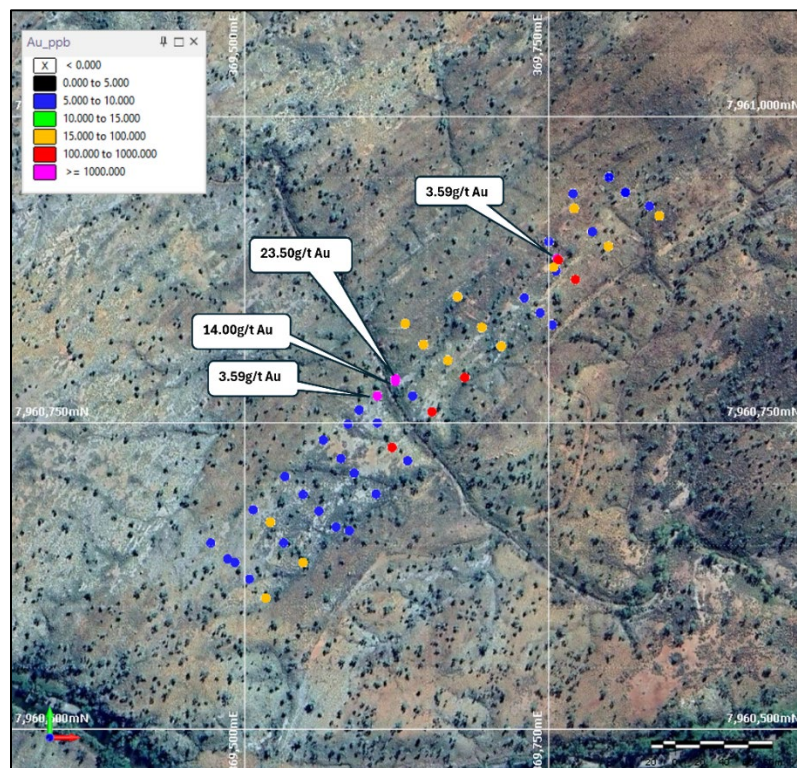 Au_ppb
X < 0.000
0.000 to 5.000
5.000 to 10.000
10.000 to 15.000
15.000 to 100.000
100.000 to 1000.000
>= 1000.000
369,500mE
369,750mE
7,961,000mN
3.59g/t Au
23.50g/t Au
14.00g/t Au
3.59g/t Au
7,960,750mN
7,960,500mN
7,960,500mN
369,500mE
369,750mE